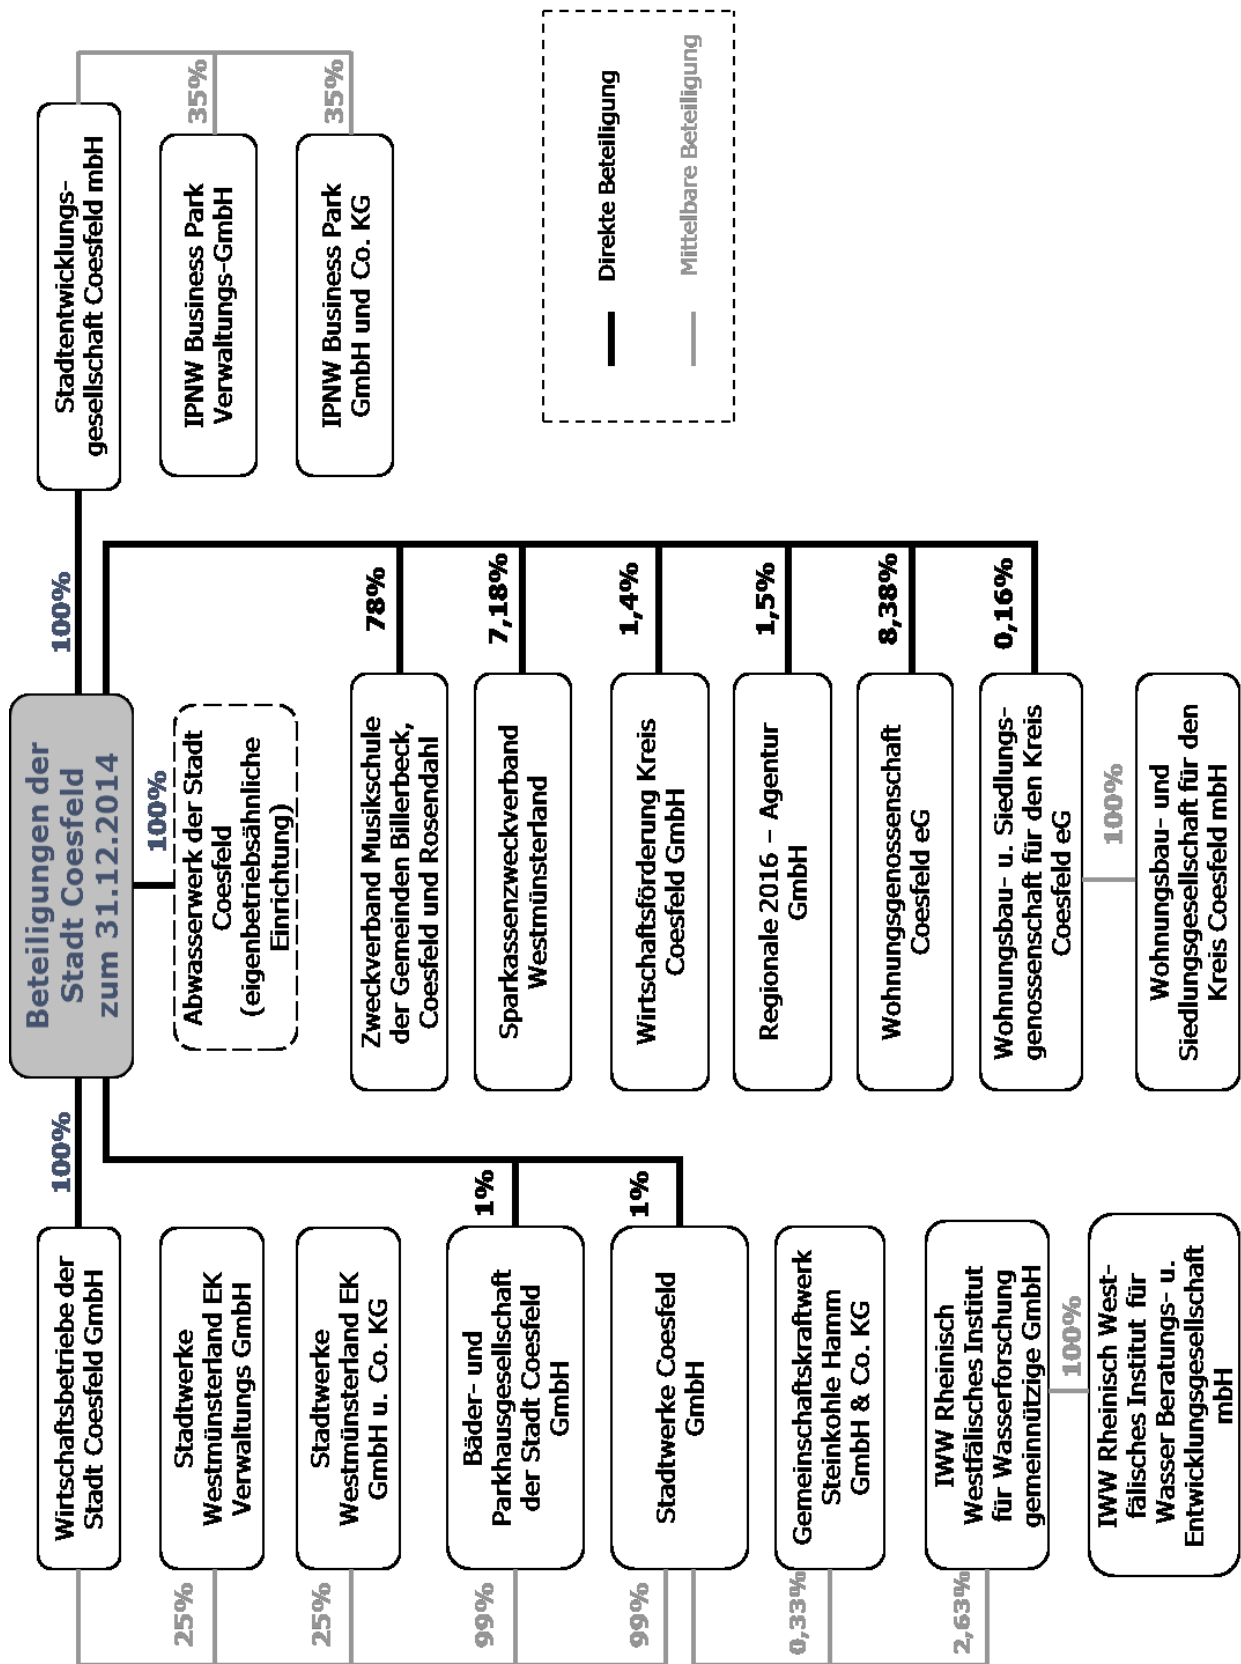 Beteiligungen der
Stadt Coesfeld
zum 31.12.2014
100%
Wirtschaftsbetriebe der
Stadt Coesfeld GmbH
25%
Stadtwerke
Westmünsterland EK
Verwaltungs GmbH
25%
Stadtwerke
Westmünsterland EK
GmbH u. Co. KG
99%
Bäder- und
Parkhausgesellschaft
der Stadt Coesfeld
GmbH
1%
99%
Stadtwerke Coesfeld
GmbH
1%
0,33%
Gemeinschaftskraftwerk
Steinkohle Hamm
GmbH & Co. KG
2,63%
IWW Rheinisch
Westfälisches Institut
für Wasserforschung
gemeinnützige GmbH
100%
IWW Rheinisch West-
fälisches Institut für
Wasser Beratungs- u.
Entwicklungsgesellschaft
mbH
100%
Abwasserwerk der Stadt
Coesfeld
(eigenbetriebsähnliche
Einrichtung)
Zweckverband Musikschule
der Gemeinden Billerbeck,
Coesfeld und Rosendahl
78%
Sparkassenzweckverband
Westmünsterland
7,18%
Wirtschaftsförderung Kreis
Coesfeld GmbH
1,4%
Regionale 2016 – Agentur
GmbH
1,5%
Wohnungsgenossenschaft
Coesfeld eG
8,38%
Wohnungsbau- u. Siedlungs-
genossenschaft für den Kreis
Coesfeld eG
0,16%
100%
Wohnungsbau- und
Siedlungsgesellschaft für den
Kreis Coesfeld mbH
100%
Stadtentwicklungs-
gesellschaft Coesfeld mbH
IPNW Business Park
Verwaltungs-GmbH
35%
IPNW Business Park
GmbH und Co. KG
35%
Direkte Beteiligung
Mittelbare Beteiligung